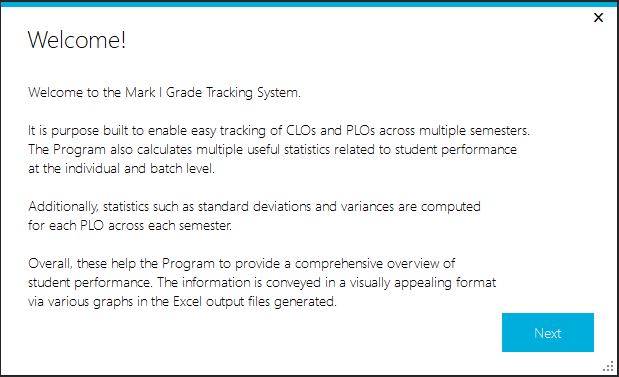 Welcome!
Welcome to the Mark I Grade Tracking System.
It is purpose built to enable easy tracking of CLOs and PLOs across multiple semesters.
The Program also calculates multiple useful statistics related to student performance
at the individual and batch level.
Additionally, statistics such as standard deviations and variances are computed
for each PLO across each semester.
Overall, these help the Program to provide a comprehensive overview of
student performance. The information is conveyed in a visually appealing format
via various graphs in the Excel output files generated.
Next